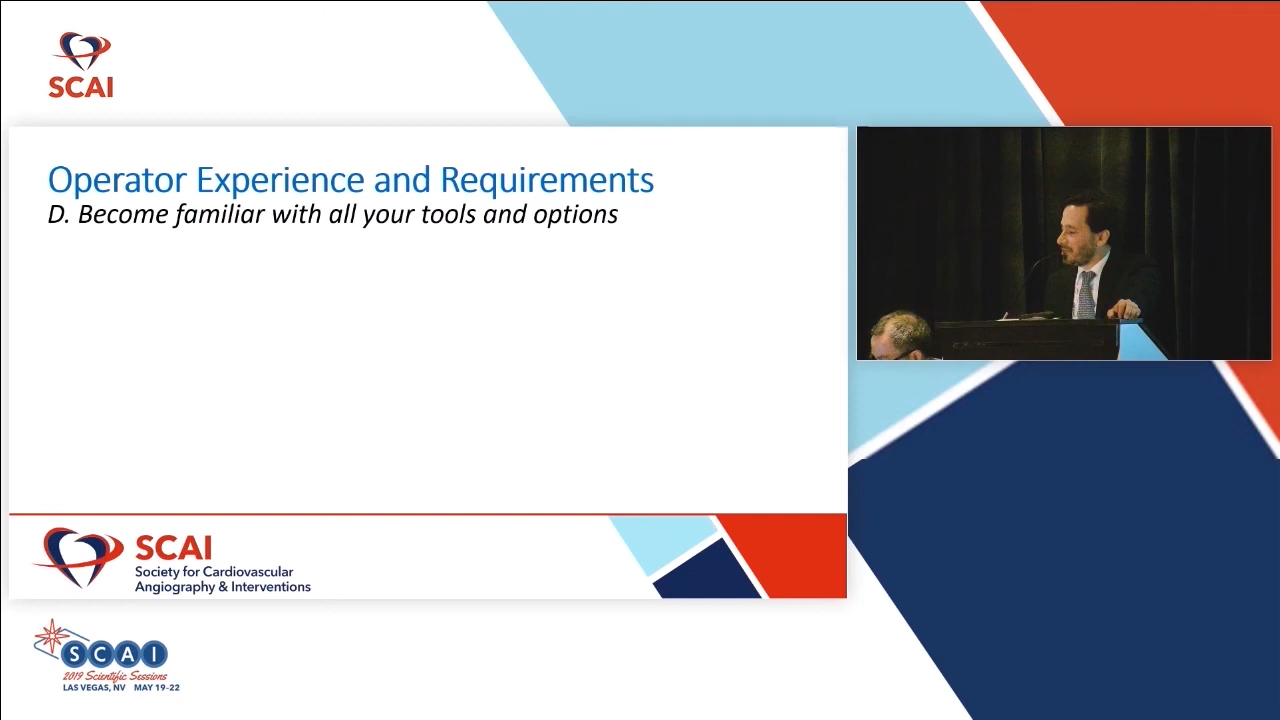 SCAI
Operator Experience and Requirements
D. Become familiar with all your tools and options
SCAI
Society for Cardiovascular
Angiography & Interventions
SCAI
2019 Scientific Sessions
LAS VEGAS, NV MAY 19-22